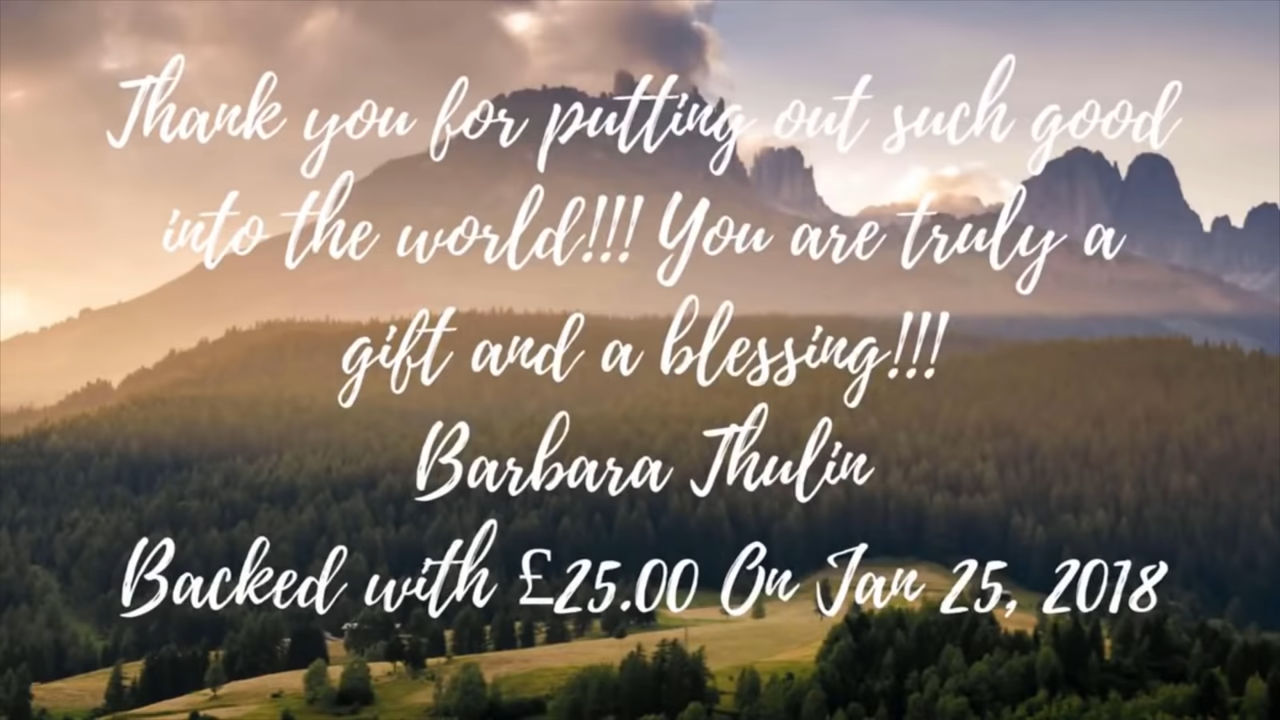 Thank you for putting out such good
into the world!!! You are truly a
gift and a blessing!!!
Barbara Thulin
Backed with £25.00 On Jan 25, 2018